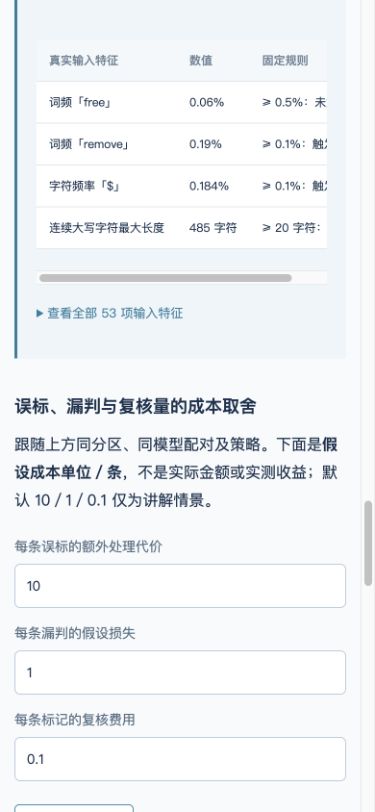 真实输入特征 数值 固定规则
词频「free」 0.06% ≥ 0.5%：未
词频「remove」 0.19% ≥ 0.1%：触
字符频率「$」 0.184% ≥ 0.1%：触
连续大写字符最大长度 485 字符 ≥ 20 字符：
▶ 查看全部 53 项输入特征
误标、漏判与复核量的成本取舍
跟随上方同分区、同模型配对及策略。下面是假
设成本单位 / 条，不是实际金额或实测收益；默
认 10 / 1 / 0.1 仅为讲解情景。
每条误标的额外处理代价
10
每条漏判的假设损失
1
每条标记的复核费用
0.1